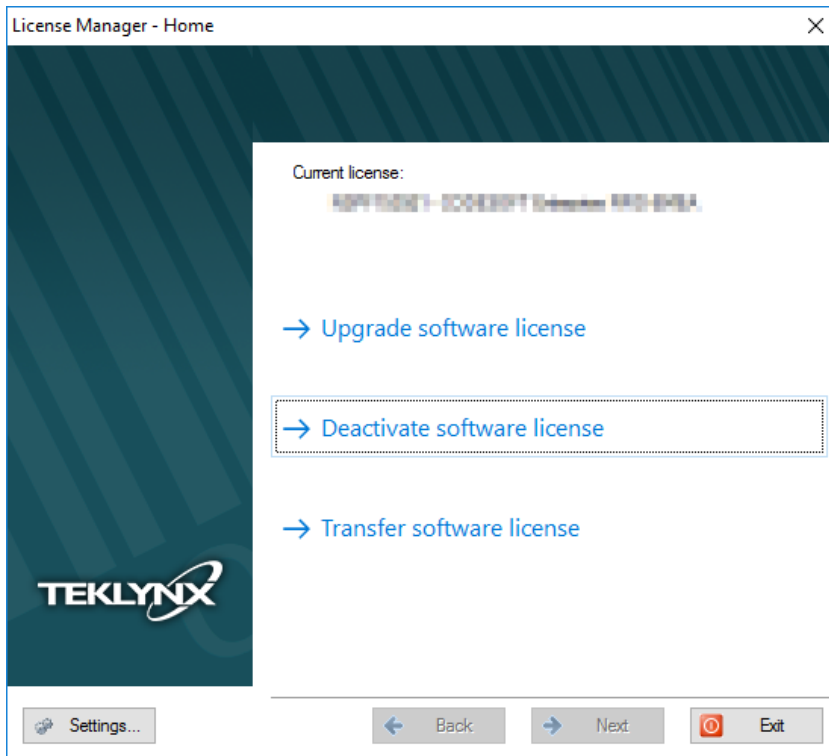 License Manager - Home
Current license:
Upgrade software license
Deactivate software license
Transfer software license
TEKLYNX
Settings...
Back
Next
Exit